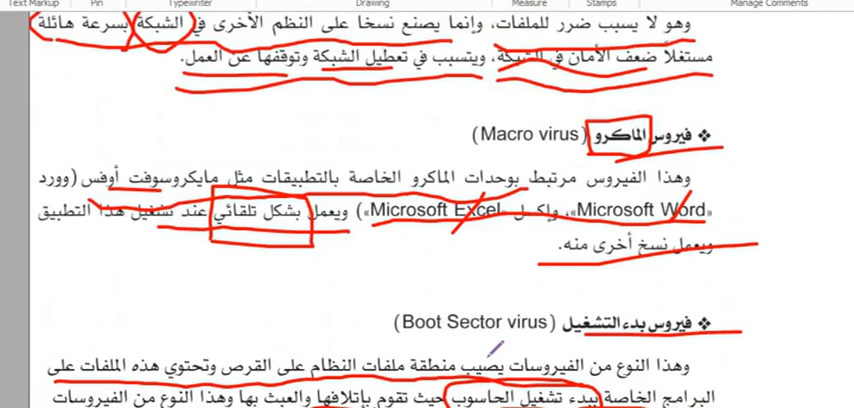 Text Markup Pin Typewriter Drawing Measure Stamps Manage Comments
وهو لا يسبب ضرر للملفات، وإنما يصنع نسخا على النظم الأخرى في الشبكة بسرعة هائلة
مستغلاً ضعف الأمان في الشبكة، ويتسبب في تعطيل الشبكة وتوقفها عن العمل.
❖ فيروس الماكرو (Macro virus)
وهذا الفيروس مرتبط بوحدات الماكرو الخاصة بالتطبيقات مثل مايكروسوفت أوفس (وورد
«Microsoft Word»، وإكسل «Microsoft Excel») ويعمل بشكل تلقائي عند تشغيل هذا التطبيق
ويعمل نسخ أخرى منه.
❖ فيروس بدء التشغيل (Boot Sector virus)
وهذا النوع من الفيروسات يصيب منطقة ملفات النظام على القرص وتحتوي هذه الملفات على
البرامج الخاصة ببدء تشغيل الحاسوب حيث تقوم بإتلافها والعبث بها وهذا النوع من الفيروسات